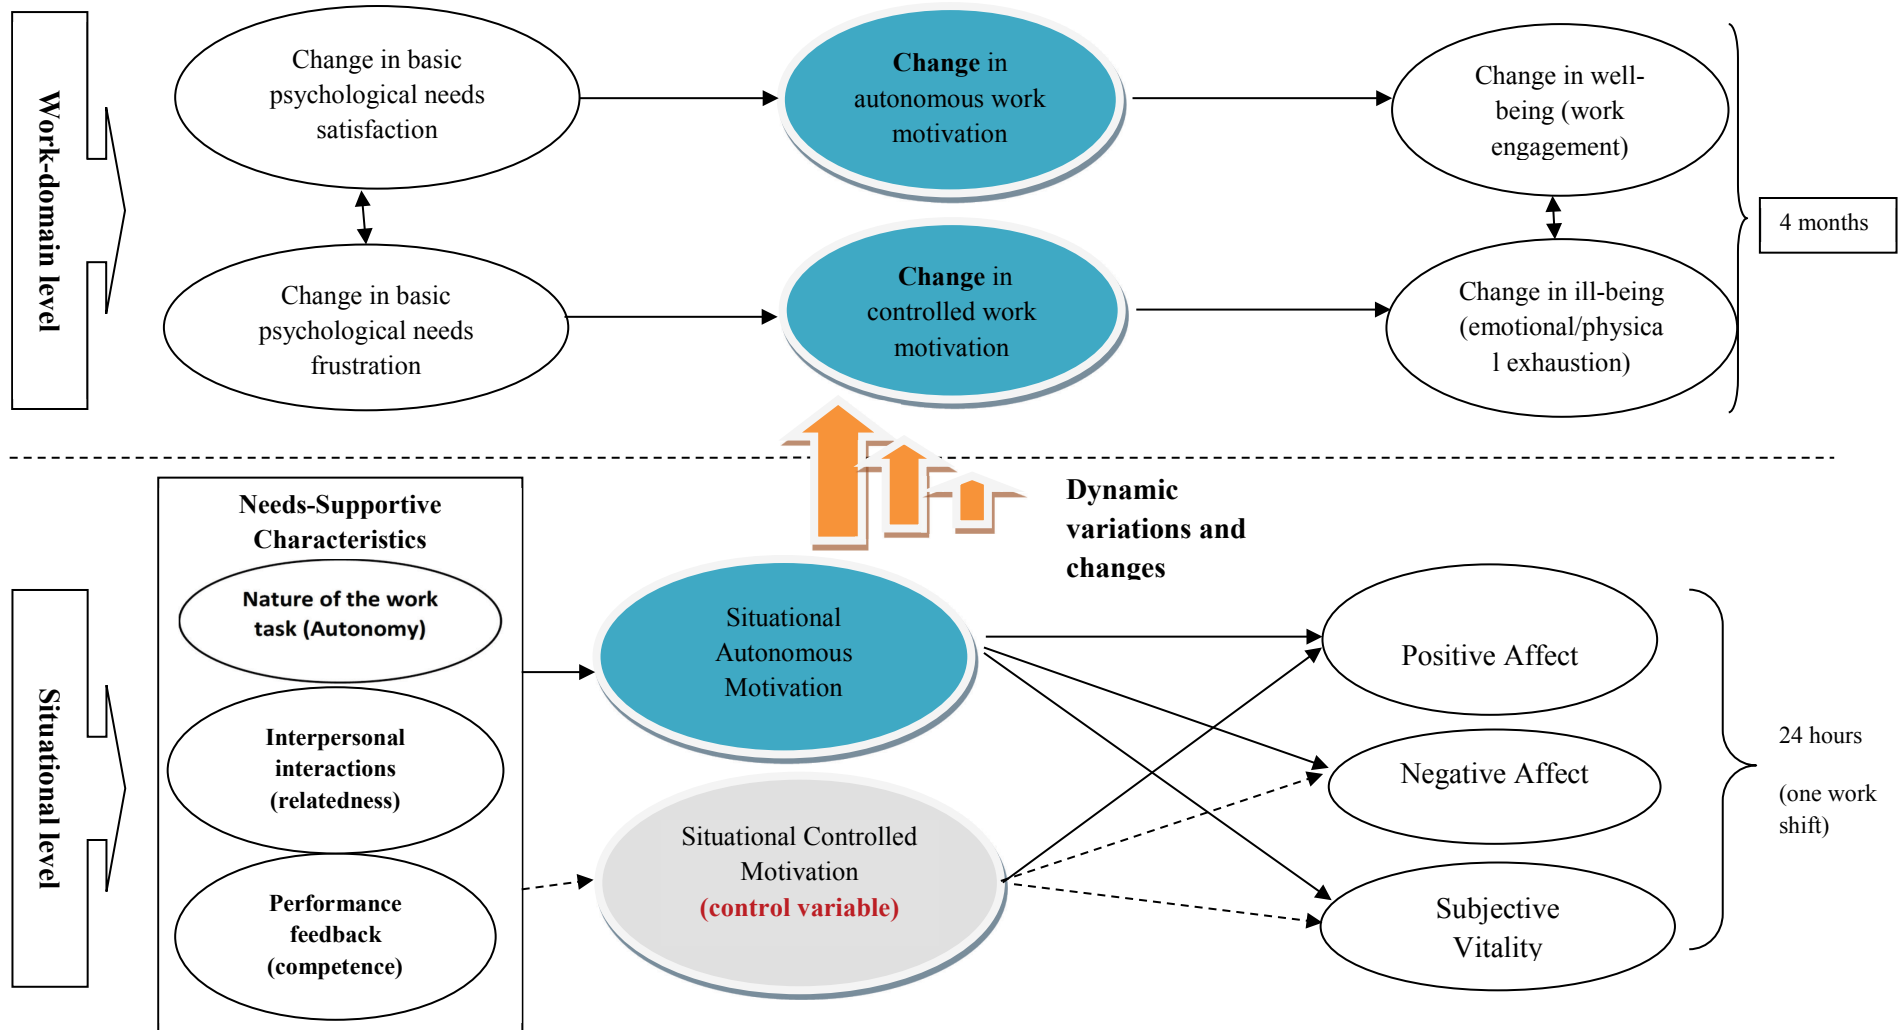 Work-domain level
Change in basic
psychological needs
satisfaction
Change in
autonomous work
motivation
Change in well-
being (work
engagement)
4 months
Change in basic
psychological needs
frustration
Change in
controlled work
motivation
Change in ill-being
(emotional/physica
l exhaustion)
Dynamic
variations and
changes
Situational level
Needs-Supportive
Characteristics
Nature of the work
task (Autonomy)
Interpersonal
interactions
(relatedness)
Performance
feedback
(competence)
Situational
Autonomous
Motivation
Situational Controlled
Motivation
(control variable)
Positive Affect
Negative Affect
Subjective
Vitality
24 hours
(one work
shift)